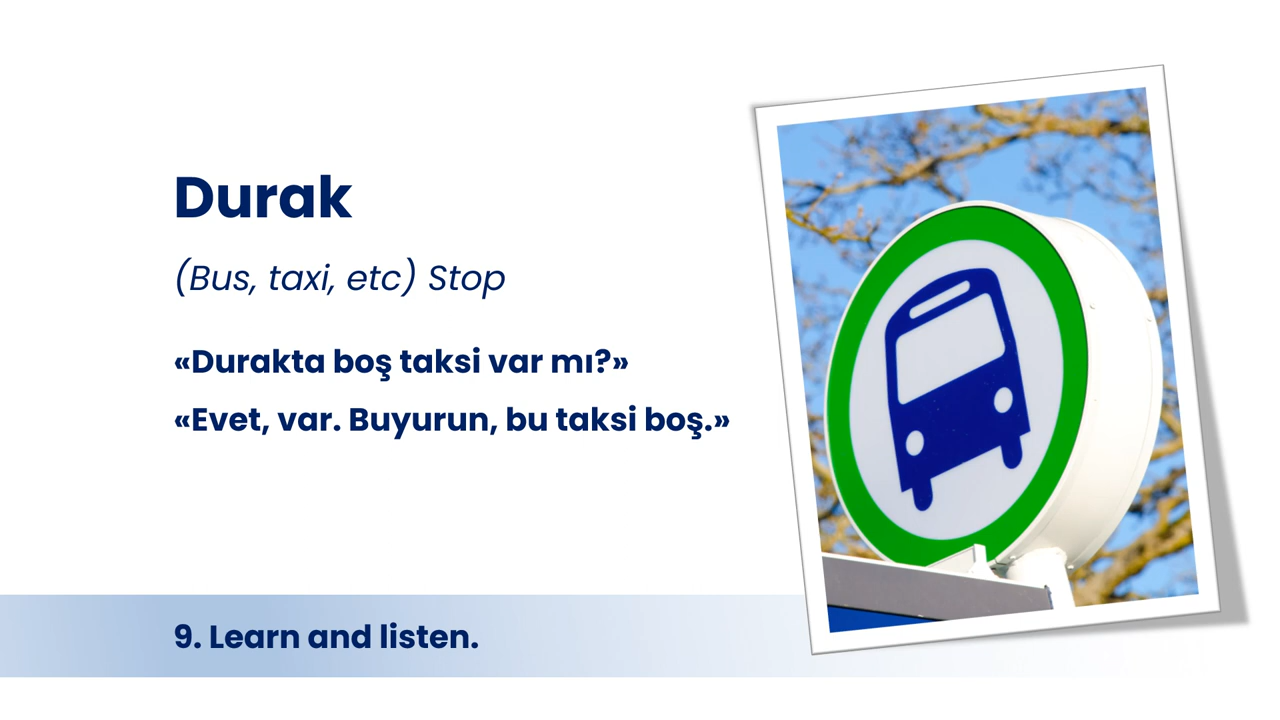 Durak
(Bus, taxi, etc) Stop
«Durakta boş taksi var mı?»
«Evet, var. Buyurun, bu taksi boş.»
9. Learn and listen.